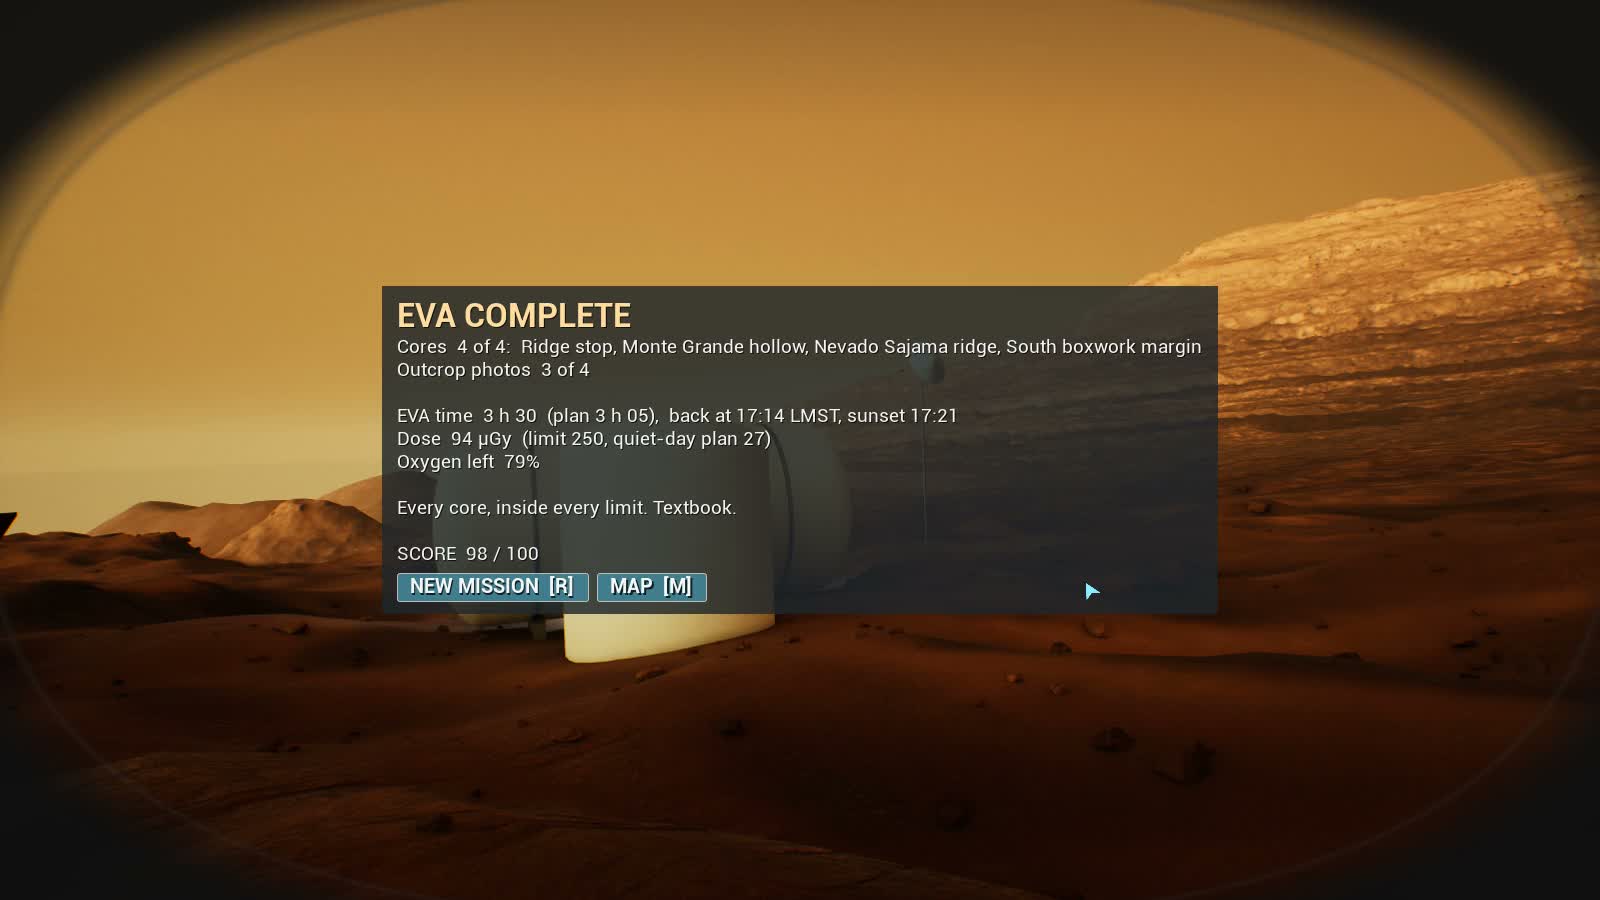 EVA COMPLETE
Cores 4 of 4: Ridge stop, Monte Grande hollow, Nevado Sajama ridge, South boxwork margin
Outcrop photos 3 of 4
EVA time 3 h 30 (plan 3 h 05), back at 17:14 LMST, sunset 17:21
Dose 94 µGy (limit 250, quiet-day plan 27)
Oxygen left 79%
Every core, inside every limit. Textbook.
SCORE 98 / 100
NEW MISSION [R] MAP [M]